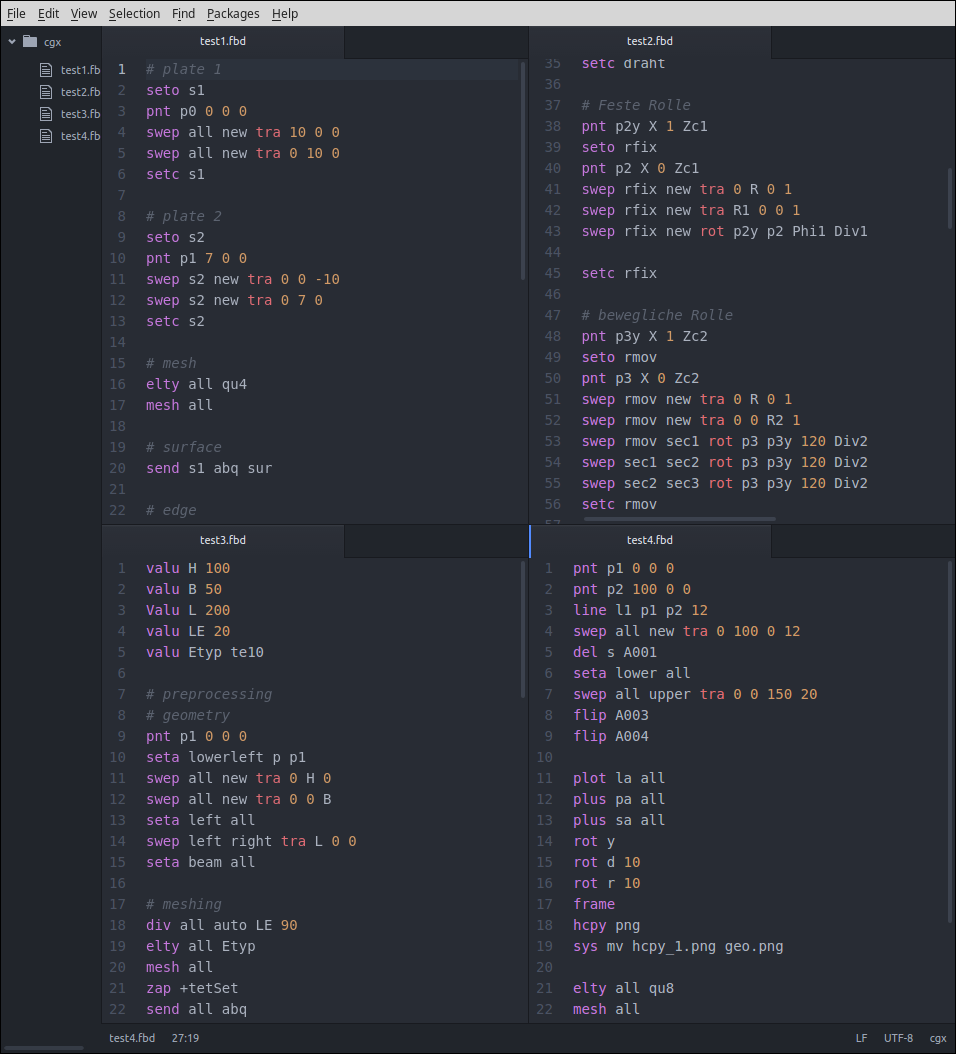 File Edit View Selection Find Packages Help
cgx
test1.fb
test2.fb
test3.fb
test4.fb
test1.fbd
1 # plate 1
2 seto s1
3 pnt p0 0 0 0
4 swep all new tra 10 0 0
5 swep all new tra 0 10 0
6 setc s1
7
8 # plate 2
9 seto s2
10 pnt p1 7 0 0
11 swep s2 new tra 0 0 -10
12 swep s2 new tra 0 7 0
13 setc s2
14
15 # mesh
16 elty all qu4
17 mesh all
18
19 # surface
20 send s1 abq sur
21
22 # edge
test2.fbd
35 setc draht
36
37 # Feste Rolle
38 pnt p2y X 1 Zc1
39 seto rfix
40 pnt p2 X 0 Zc1
41 swep rfix new tra 0 R 0 1
42 swep rfix new tra R1 0 0 1
43 swep rfix new rot p2y p2 Phi1 Div1
44
45 setc rfix
46
47 # bewegliche Rolle
48 pnt p3y X 1 Zc2
49 seto rmov
50 pnt p3 X 0 Zc2
51 swep rmov new tra 0 R 0 1
52 swep rmov new tra 0 0 R2 1
53 swep rmov sec1 rot p3 p3y 120 Div2
54 swep sec1 sec2 rot p3 p3y 120 Div2
55 swep sec2 sec3 rot p3 p3y 120 Div2
56 setc rmov
57
test3.fbd
1 valu H 100
2 valu B 50
3 Valu L 200
4 valu LE 20
5 valu Etyp te10
6
7 # preprocessing
8 # geometry
9 pnt p1 0 0 0
10 seta lowerleft p p1
11 swep all new tra 0 H 0
12 swep all new tra 0 0 B
13 seta left all
14 swep left right tra L 0 0
15 seta beam all
16
17 # meshing
18 div all auto LE 90
19 elty all Etyp
20 mesh all
21 zap +tetSet
22 send all abq
test4.fbd
1 pnt p1 0 0 0
2 pnt p2 100 0 0
3 line l1 p1 p2 12
4 swep all new tra 0 100 0 12
5 del s A001
6 seta lower all
7 swep all upper tra 0 0 150 20
8 flip A003
9 flip A004
10
11 plot la all
12 plus pa all
13 plus sa all
14 rot y
15 rot d 10
16 rot r 10
17 frame
18 hcpy png
19 sys mv hcpy_1.png geo.png
20
21 elty all qu8
22 mesh all
test4.fbd 27:19 LF UTF-8 cgx